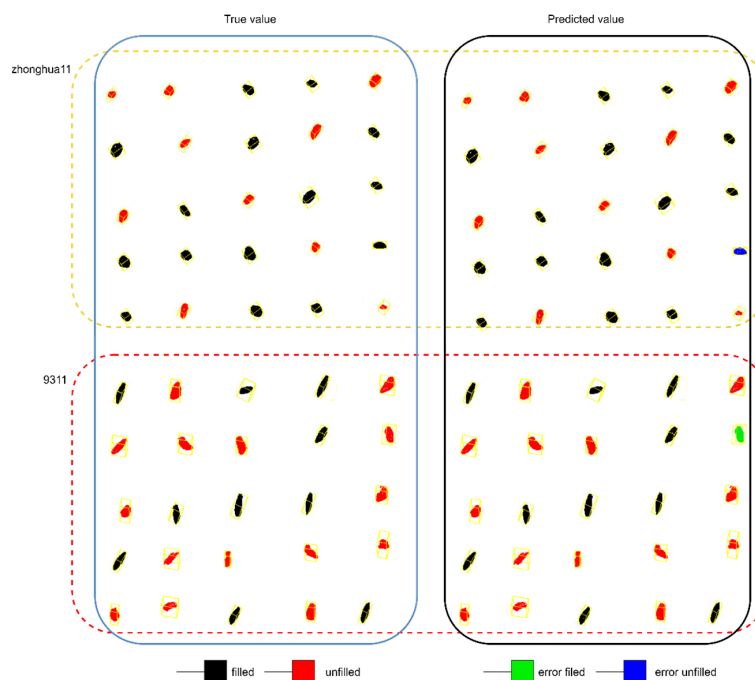 True value
Predicted value
zhonghua11
9311
filled
unfilled
error filed
error unfilled